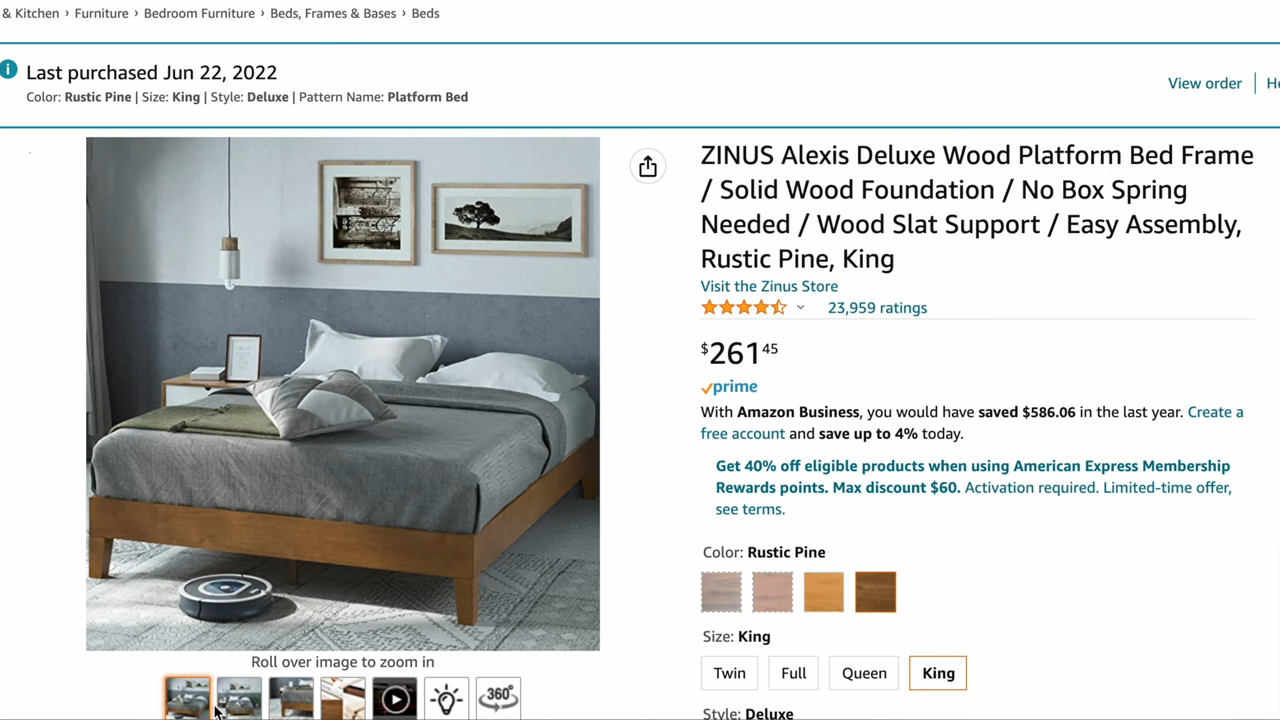 & Kitchen › Furniture › Bedroom Furniture › Beds, Frames & Bases › Beds
Last purchased Jun 22, 2022
Color: Rustic Pine | Size: King | Style: Deluxe | Pattern Name: Platform Bed
View order
ZINUS Alexis Deluxe Wood Platform Bed Frame
/ Solid Wood Foundation / No Box Spring
Needed / Wood Slat Support / Easy Assembly,
Rustic Pine, King
Visit the Zinus Store
23,959 ratings
$261 45
prime
With Amazon Business, you would have saved $586.06 in the last year. Create a
free account and save up to 4% today.
Get 40% off eligible products when using American Express Membership
Rewards points. Max discount $60. Activation required. Limited-time offer,
see terms.
Color: Rustic Pine
Size: King
Twin Full Queen King
Style: Deluxe
Roll over image to zoom in
360°